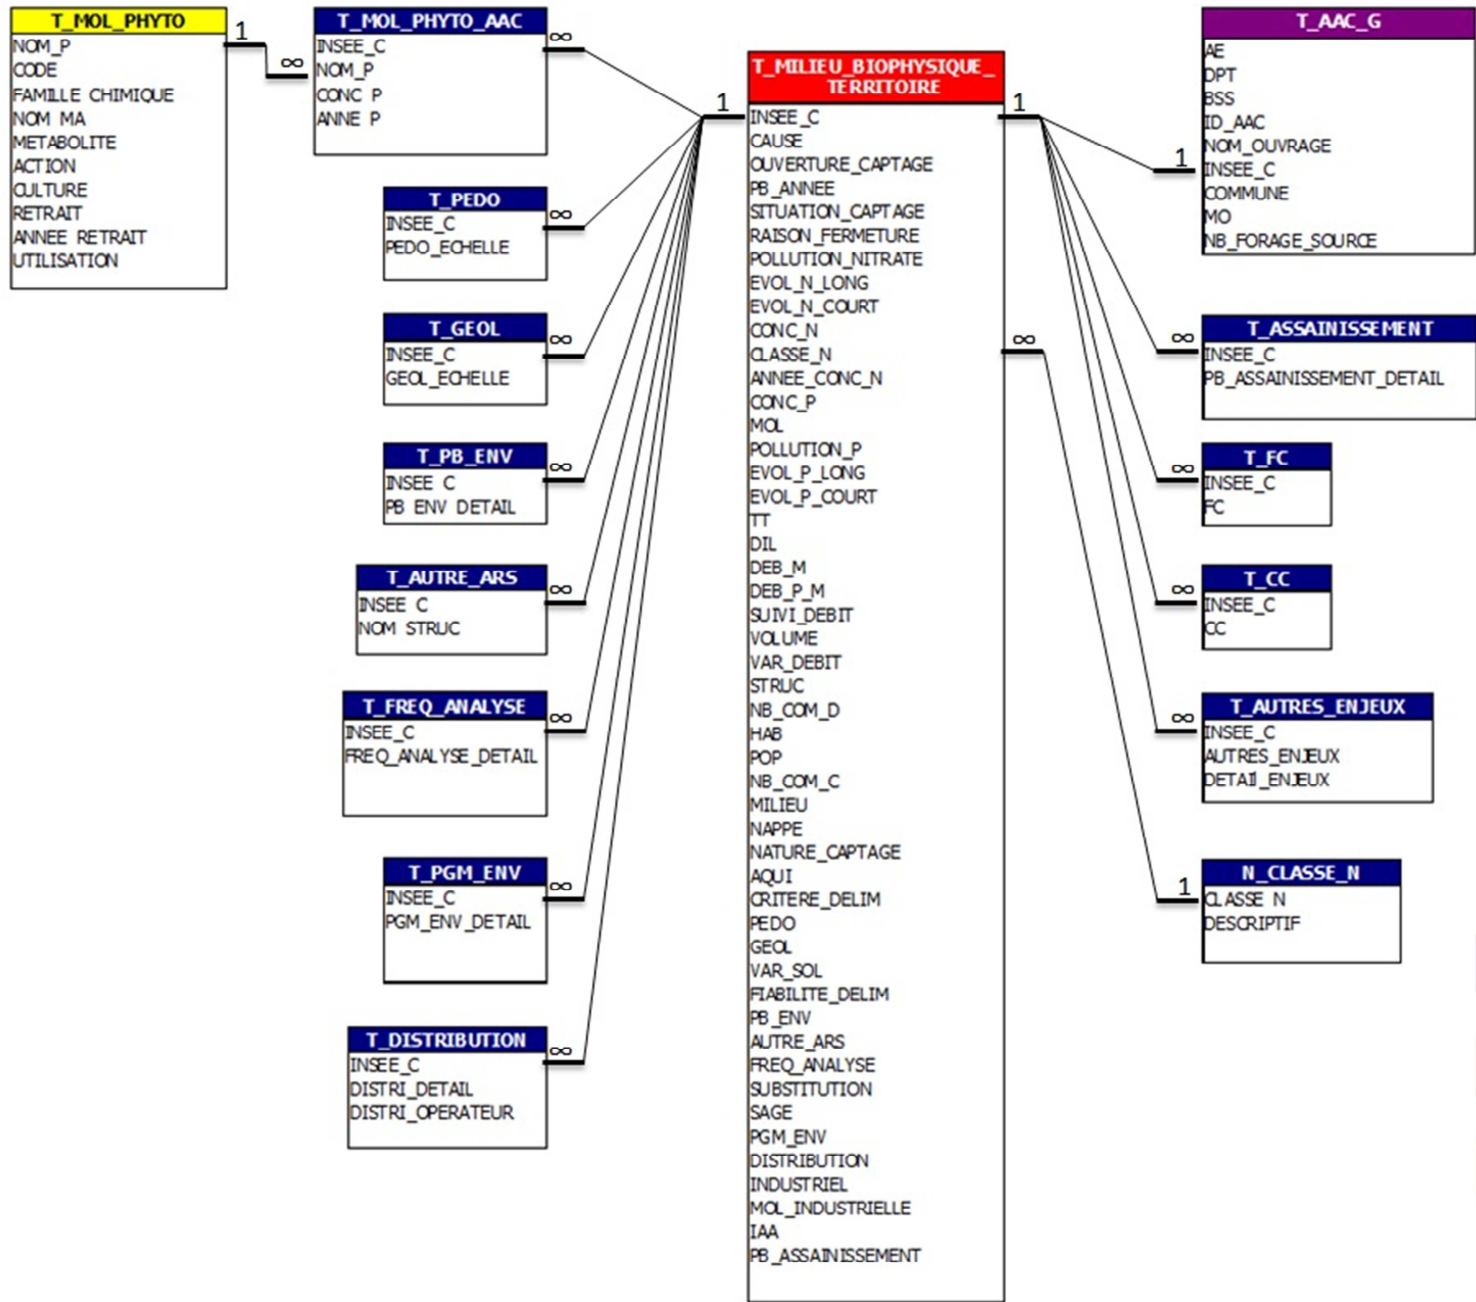 T_MOL_PHYTO
NOM_P
CODE
FAMILLE CHIMIQUE
NOM MA
METABOLITE
ACTION
CULTURE
RETRAIT
ANNEE RETRAIT
UTILISATION
1
∞
T_MOL_PHYTO_AAC
INSEE_C
NOM_P
CONC P
ANNE P
∞
T_PEDO
INSEE_C
PEDO_ECHELLE
∞
T_GEOL
INSEE_C
GEOL_ECHELLE
∞
T_PB_ENV
INSEE C
PB ENV DETAIL
∞
T_AUTRE_ARS
INSEE C
NOM STRUC
∞
T_FREQ_ANALYSE
INSEE_C
FREQ_ANALYSE_DETAIL
∞
T_PGM_ENV
INSEE_C
PGM_ENV_DETAIL
∞
T_DISTRIBUTION
INSEE_C
DISTRI_DETAIL
DISTRI_OPERATEUR
∞
1
T_MILIEU_BIOPHYSIQUE_
TERRITOIRE
INSEE_C
CAUSE
OUVERTURE_CAPTAGE
PB_ANNEE
SITUATION_CAPTAGE
RAISON_FERMETURE
POLLUTION_NITRATE
EVOL_N_LONG
EVOL_N_COURT
CONC_N
CLASSE_N
ANNEE_CONC_N
CONC_P
MOL
POLLUTION_P
EVOL_P_LONG
EVOL_P_COURT
TT
DIL
DEB_M
DEB_P_M
SUIVI_DEBIT
VOLUME
VAR_DEBIT
STRUC
NB_COM_D
HAB
POP
NB_COM_C
MILIEU
NAPPE
NATURE_CAPTAGE
AQUI
CRITERE_DELIM
PEDO
GEOL
VAR_SOL
FIABILITE_DELIM
PB_ENV
AUTRE_ARS
FREQ_ANALYSE
SUBSTITUTION
SAGE
PGM_ENV
DISTRIBUTION
INDUSTRIEL
MOL_INDUSTRIELLE
IAA
PB_ASSAINISSEMENT
1
∞
T_AAC_G
AE
DPT
BSS
ID_AAC
NOM_OUVRAGE
INSEE_C
COMMUNE
MO
NB_FORAGE_SOURCE
1
T_ASSAINISSEMENT
INSEE_C
PB_ASSAINISSEMENT_DETAIL
∞
T_FC
INSEE_C
FC
∞
T_CC
INSEE_C
CC
∞
T_AUTRES_ENJEUX
INSEE_C
AUTRES_ENJEUX
DETAIl_ENJEUX
∞
N_CLASSE_N
CLASSE N
DESCRIPTIF
1